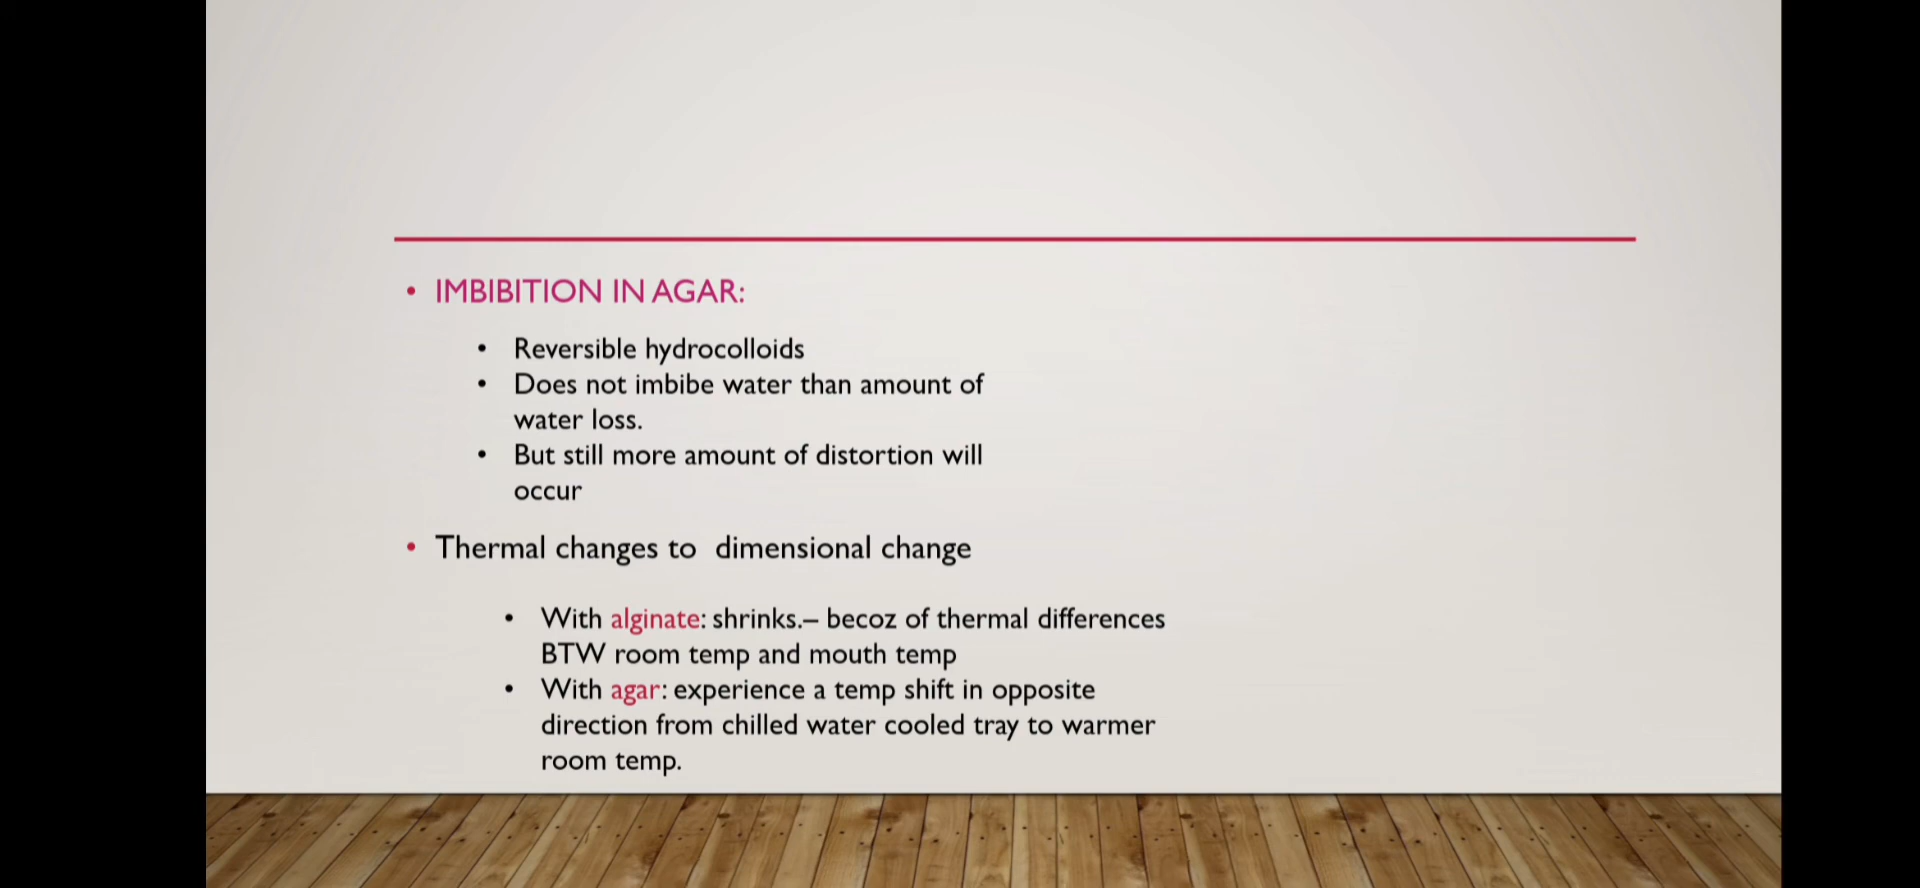 • IMBIBITION IN AGAR:
• Reversible hydrocolloids
• Does not imbibe water than amount of
water loss.
• But still more amount of distortion will
occur
• Thermal changes to  dimensional change
• With alginate: shrinks.– becoz of thermal differences
BTW room temp and mouth temp
• With agar: experience a temp shift in opposite
direction from chilled water cooled tray to warmer
room temp.